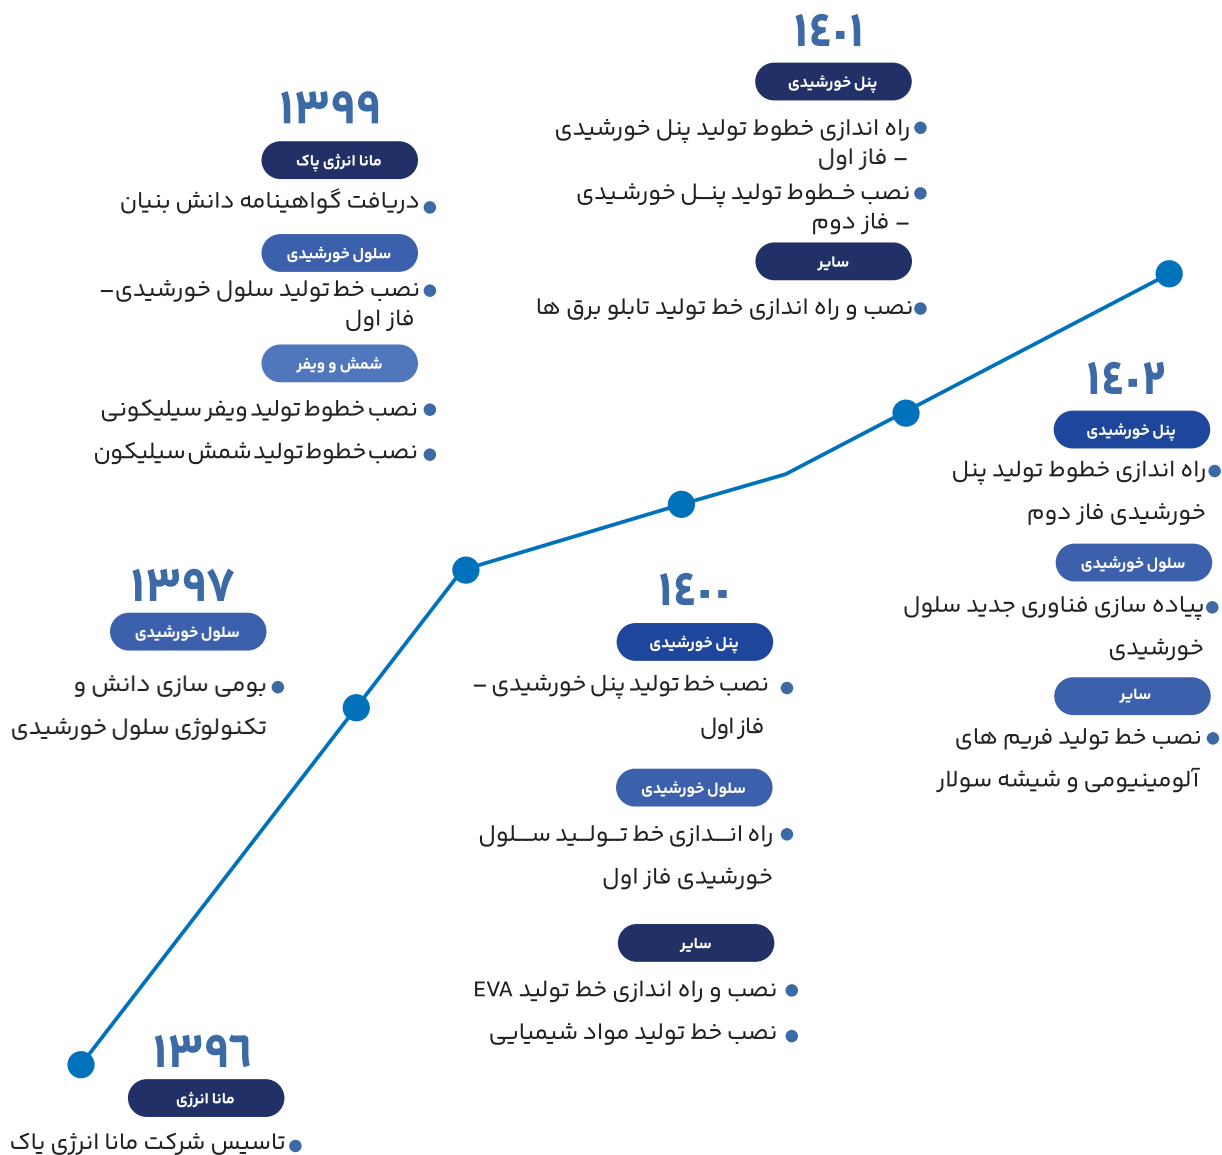 ۱۴۰۱
پنل خورشیدی
راه اندازی خطوط تولید پنل خورشیدی
– فاز اول
نصب خـطوط تولید پنــل خورشیدی
– فاز دوم
سایر
نصب و راه اندازی خط تولید تابلو برق ها
۱۳۹۹
مانا انرژی پاک
دریافت گواهینامه دانش بنیان
سلول خورشیدی
نصب خط تولید سلول خورشیدی–
فاز اول
شمش و ویفر
نصب خطوط تولید ویفر سیلیکونی
نصب خطوط تولید شمش سیلیکون
۱۴۰۲
پنل خورشیدی
راه اندازی خطوط تولید پنل
خورشیدی فاز دوم
سلول خورشیدی
پیاده سازی فناوری جدید سلول
خورشیدی
سایر
نصب خط تولید فریم های
آلومینیومی و شیشه سولار
۱۳۹۷
سلول خورشیدی
بومی سازی دانش و
تکنولوژی سلول خورشیدی
۱۴۰۰
پنل خورشیدی
نصب خط تولید پنل خورشیدی –
فاز اول
سلول خورشیدی
راه انــدازی خط تــولــید ســلول
خورشیدی فاز اول
سایر
نصب و راه اندازی خط تولید EVA
نصب خط تولید مواد شیمیایی
۱۳۹۶
مانا انرژی
تاسیس شرکت مانا انرژی پاک